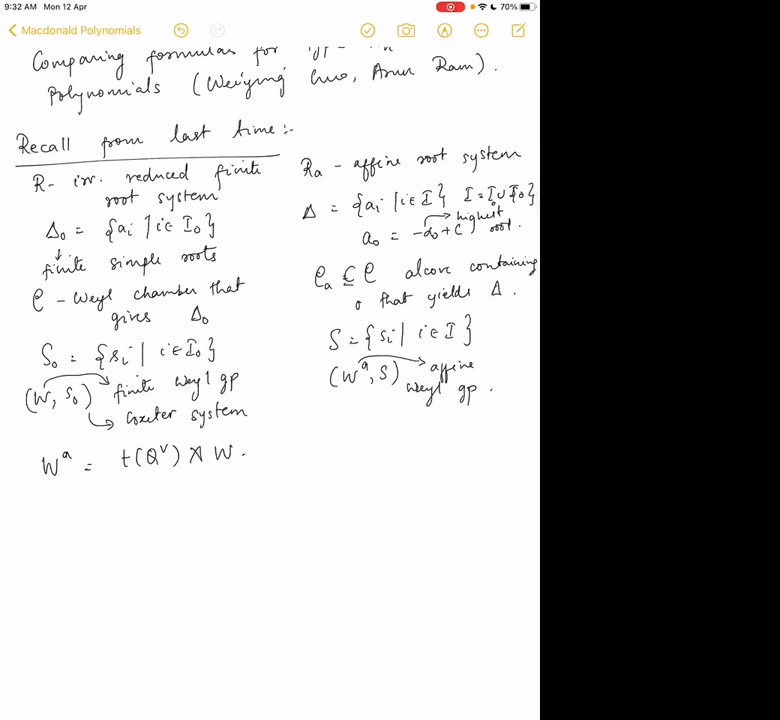 9:32 AM Mon 12 Apr
70%
Macdonald Polynomials
Comparing formulas for
Polynomials (Weiying Guo, Arun Ram).
Recall from last time :-
R - irr. reduced finite
root system
Δ₀ = {aᵢ | i ∈ I₀}
↓
finite simple roots
C - Weyl chamber that
gives Δ₀
S₀ = {sᵢ | i ∈ I₀}
(W, S₀) → finite Weyl gp
↳ Coxeter system
Wᵃ = t(Qᵛ) ⋊ W.
Rₐ - affine root system
Δ = {aᵢ | i ∈ I} I = I₀ ∪ {0}
→ highest
a₀ = -α₀ + C root.
Cₐ ⊆ C alcove containing
0 that yields Δ.
S = {sᵢ | i ∈ I}
(Wᵃ, S) → affine
Weyl gp.